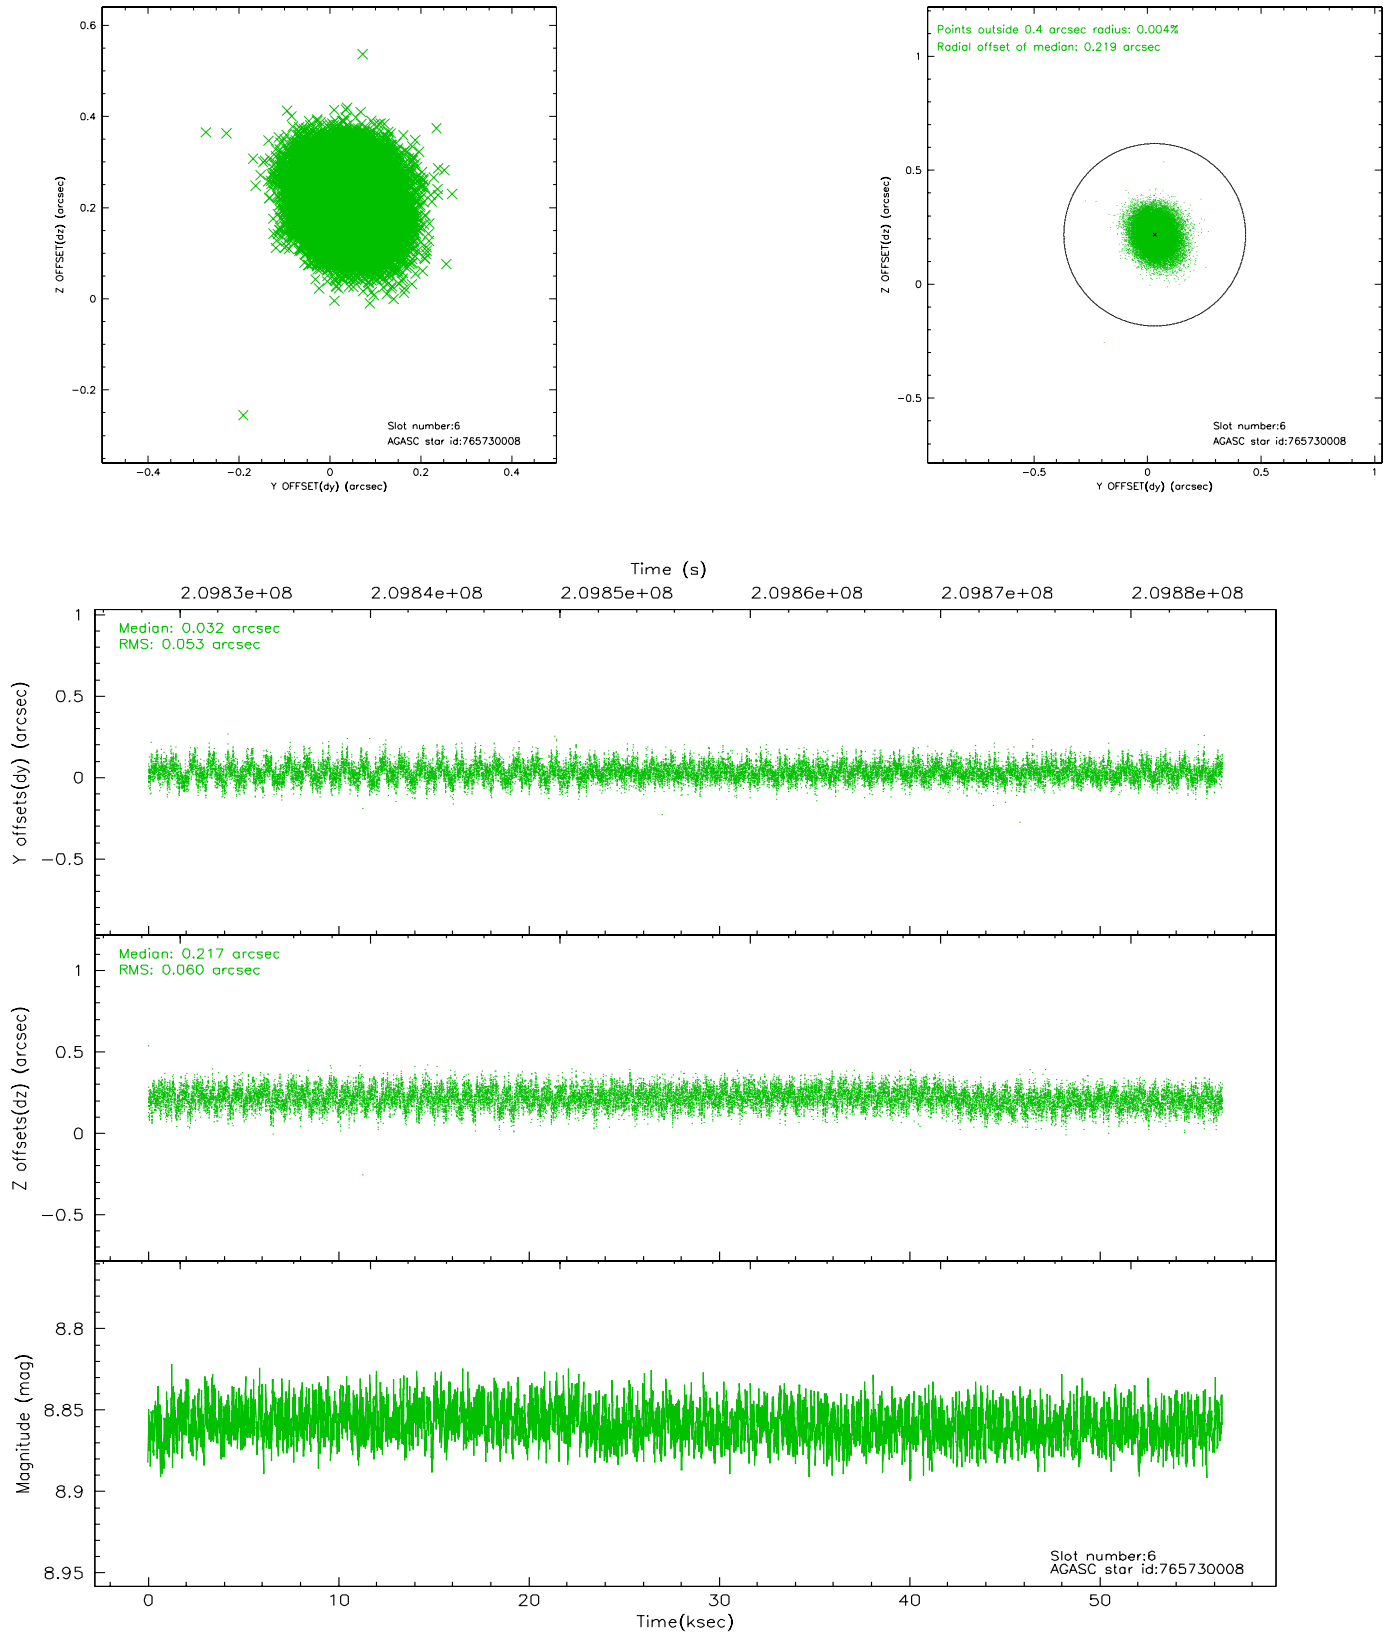 0.6
0.4
0.2
0
−0.2
Z OFFSET(dz) (arcsec)
Slot number:6
AGASC star id:765730008
−0.4 −0.2 0 0.2 0.4
Y OFFSET(dy) (arcsec)
Points outside 0.4 arcsec radius: 0.004%
Radial offset of median: 0.219 arcsec
1
0.5
0
−0.5
Z OFFSET(dz) (arcsec)
Slot number:6
AGASC star id:765730008
−0.5 0 0.5 1
Y OFFSET(dy) (arcsec)
Time (s)
2.0983e+08 2.0984e+08 2.0985e+08 2.0986e+08 2.0987e+08 2.0988e+08
Median: 0.032 arcsec
RMS: 0.053 arcsec
1
0.5
0
−0.5
Y offsets(dy) (arcsec)
Median: 0.217 arcsec
RMS: 0.060 arcsec
1
0.5
0
−0.5
Z offsets(dz) (arcsec)
8.8
8.85
8.9
8.95
Magnitude (mag)
Slot number:6
AGASC star id:765730008
0 10 20 30 40 50
Time(ksec)